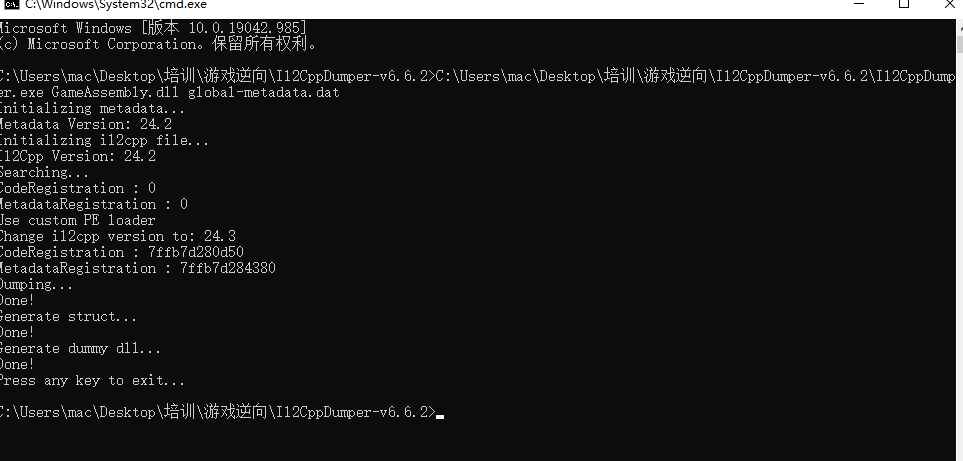 C:\Windows\System32\cmd.exe
Microsoft Windows [版本 10.0.19042.985]
(c) Microsoft Corporation。保留所有权利。
C:\Users\mac\Desktop\培训\游戏逆向\Il2CppDumper-v6.6.2>C:\Users\mac\Desktop\培训\游戏逆向\Il2CppDumper-v6.6.2\Il2CppDump
er.exe GameAssembly.dll global-metadata.dat
Initializing metadata...
Metadata Version: 24.2
Initializing il2cpp file...
Il2Cpp Version: 24.2
Searching...
CodeRegistration : 0
MetadataRegistration : 0
Use custom PE loader
Change il2cpp version to: 24.3
CodeRegistration : 7ffb7d280d50
MetadataRegistration : 7ffb7d284380
Dumping...
Done!
Generate struct...
Done!
Generate dummy dll...
Done!
Press any key to exit...
C:\Users\mac\Desktop\培训\游戏逆向\Il2CppDumper-v6.6.2>